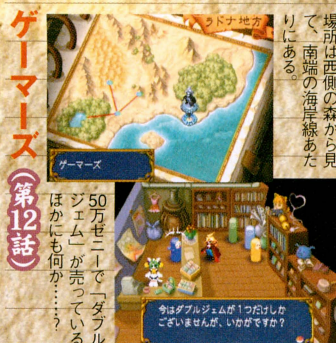 場所は西側の森から見
て、南端の海岸線あた
りにある。
ラドナ地方
ゲーマーズ
ゲーマーズ(第12話)
50万ゼニーで「ダブル
ジェム」が売っている
ほかにも何か……?
今はダブルジェムが1つだけしか
ございませんが、いかがですか?